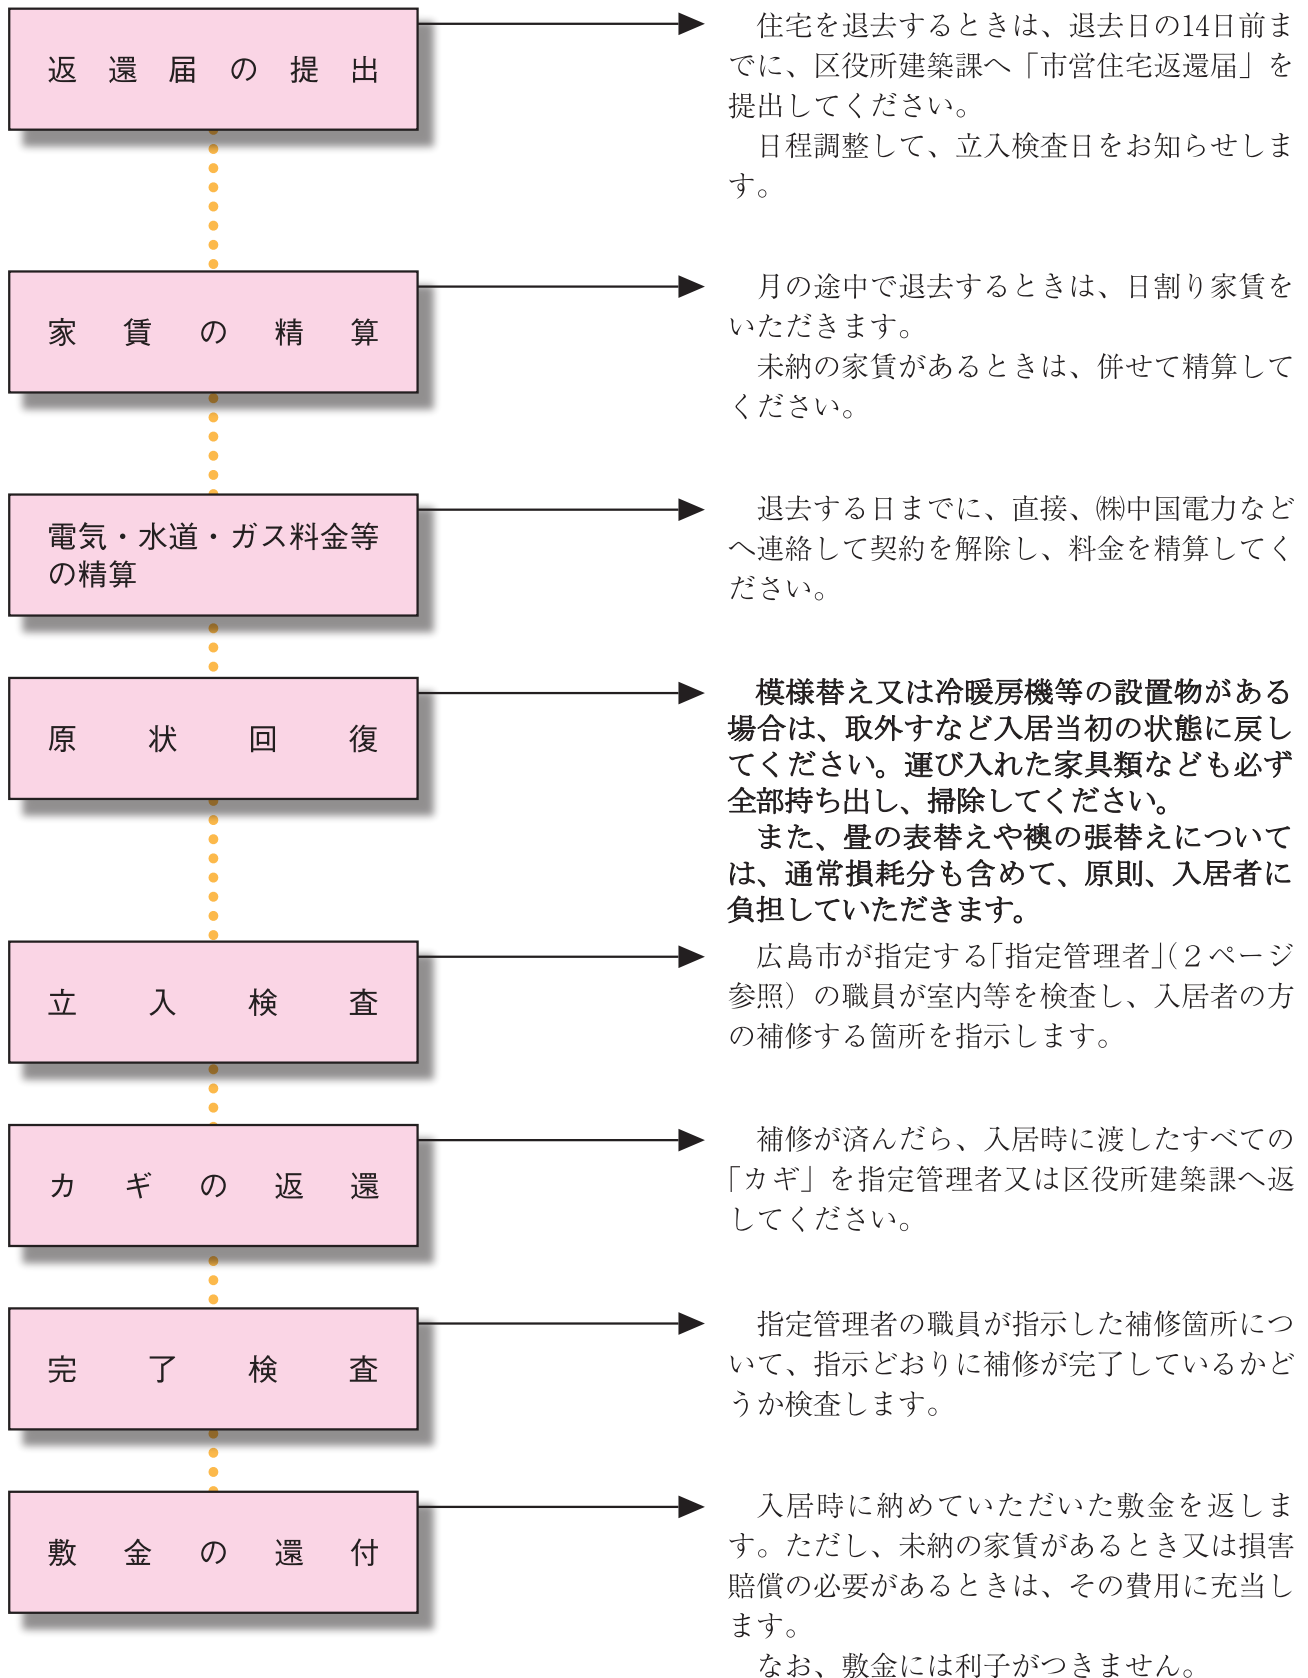 返還届の提出
住宅を退去するときは、退去日の14日前ま
でに、区役所建築課へ「市営住宅返還届」を
提出してください。
日程調整して、立入検査日をお知らせしま
す。
家賃の精算
月の途中で退去するときは、日割り家賃を
いただきます。
未納の家賃があるときは、併せて精算して
ください。
電気・水道・ガス料金等
の精算
退去する日までに、直接、㈱中国電力など
へ連絡して契約を解除し、料金を精算してく
ださい。
原状回復
模様替え又は冷暖房機等の設置物がある
場合は、取外すなど入居当初の状態に戻し
てください。運び入れた家具類なども必ず
全部持ち出し、掃除してください。
また、畳の表替えや襖の張替えについて
は、通常損耗分も含めて、原則、入居者に
負担していただきます。
立入検査
広島市が指定する「指定管理者」（２ページ
参照）の職員が室内等を検査し、入居者の方
の補修する箇所を指示します。
カギの返還
補修が済んだら、入居時に渡したすべての
「カギ」を指定管理者又は区役所建築課へ返
してください。
完了検査
指定管理者の職員が指示した補修箇所につ
いて、指示どおりに補修が完了しているかど
うか検査します。
敷金の還付
入居時に納めていただいた敷金を返しま
す。ただし、未納の家賃があるとき又は損害
賠償の必要があるときは、その費用に充当し
ます。
なお、敷金には利子がつきません。